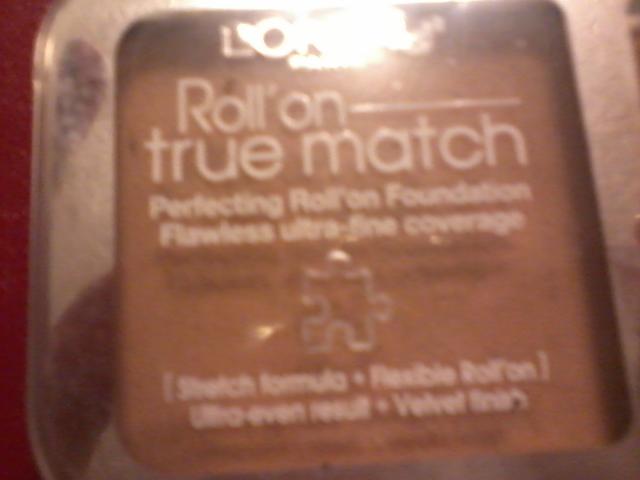 L'ORÉAL
Roll'on
true match
Perfecting Roll'on Foundation
Flawless ultra-fine coverage
[Stretch formula • Flexible Roll'on]
Ultra-even result • Velvet finish